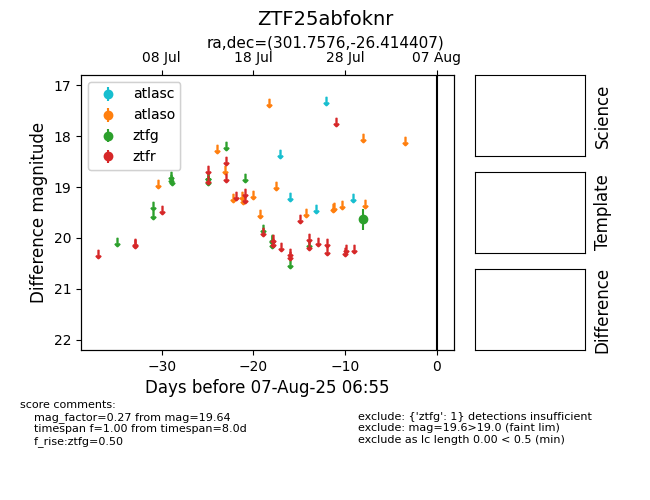 ZTF25abfoknr
ra,dec=(301.7576,-26.414407)
08 Jul 18 Jul 28 Jul 07 Aug
atlasc
atlaso
ztfg
ztfr
17
18
19
20
21
22
Difference magnitude
−30 −20 −10 0
Days before 07-Aug-25 06:55
Science
Template
Difference
score comments:
mag_factor=0.27 from mag=19.64
timespan f=1.00 from timespan=8.0d
f_rise:ztfg=0.50
exclude: {'ztfg': 1} detections insufficient
exclude: mag=19.6>19.0 (faint lim)
exclude as lc length 0.00 < 0.5 (min)